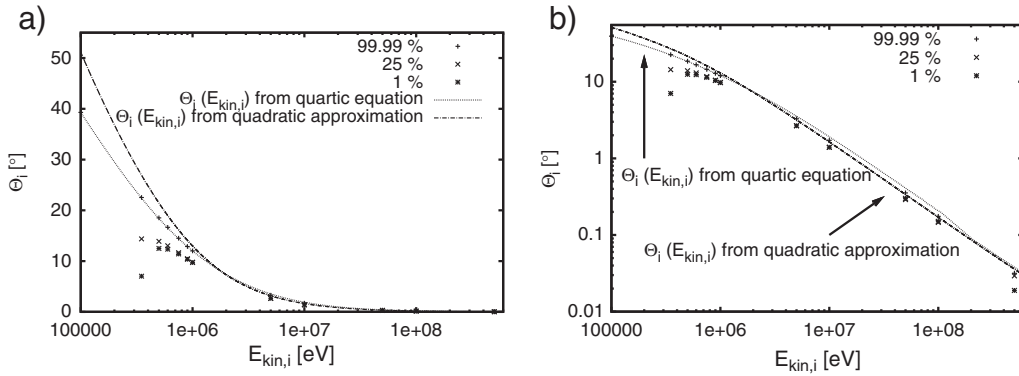 a)
99.99 %
25 %
1 %
Θi (Ekin,i) from quartic equation
Θi (Ekin,i) from quadratic approximation
50
40
30
20
10
0
Θi [°]
100000
1e+06
1e+07
1e+08
Ekin,i [eV]
b)
99.99 %
25 %
1 %
10
1
0.1
0.01
Θi [°]
Θi (Ekin,i) from quartic equation
Θi (Ekin,i) from quadratic approximation
100000
1e+06
1e+07
1e+08
Ekin,i [eV]